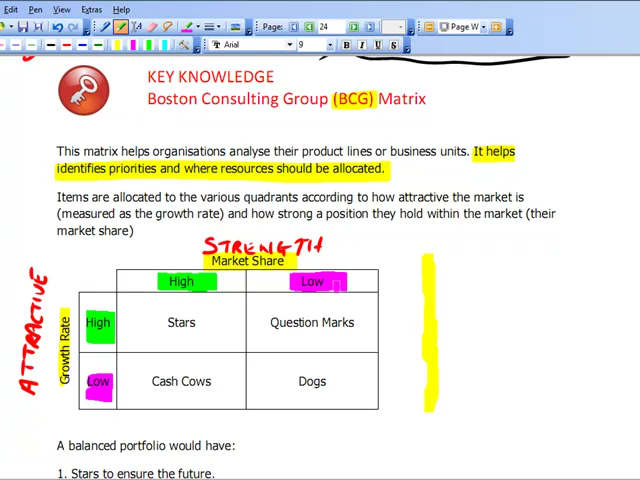 Edit View Extras Help
Page: 24 Page W
Arial 9 B I U S
KEY KNOWLEDGE
Boston Consulting Group (BCG) Matrix
This matrix helps organisations analyse their product lines or business units. It helps
identifies priorities and where resources should be allocated.
Items are allocated to the various quadrants according to how attractive the market is
(measured as the growth rate) and how strong a position they hold within the market (their
market share)
STRENGTH
Market Share
High Low
ATTRACTIVE
Growth Rate
High Stars Question Marks
Low Cash Cows Dogs
A balanced portfolio would have:
1. Stars to ensure the future.